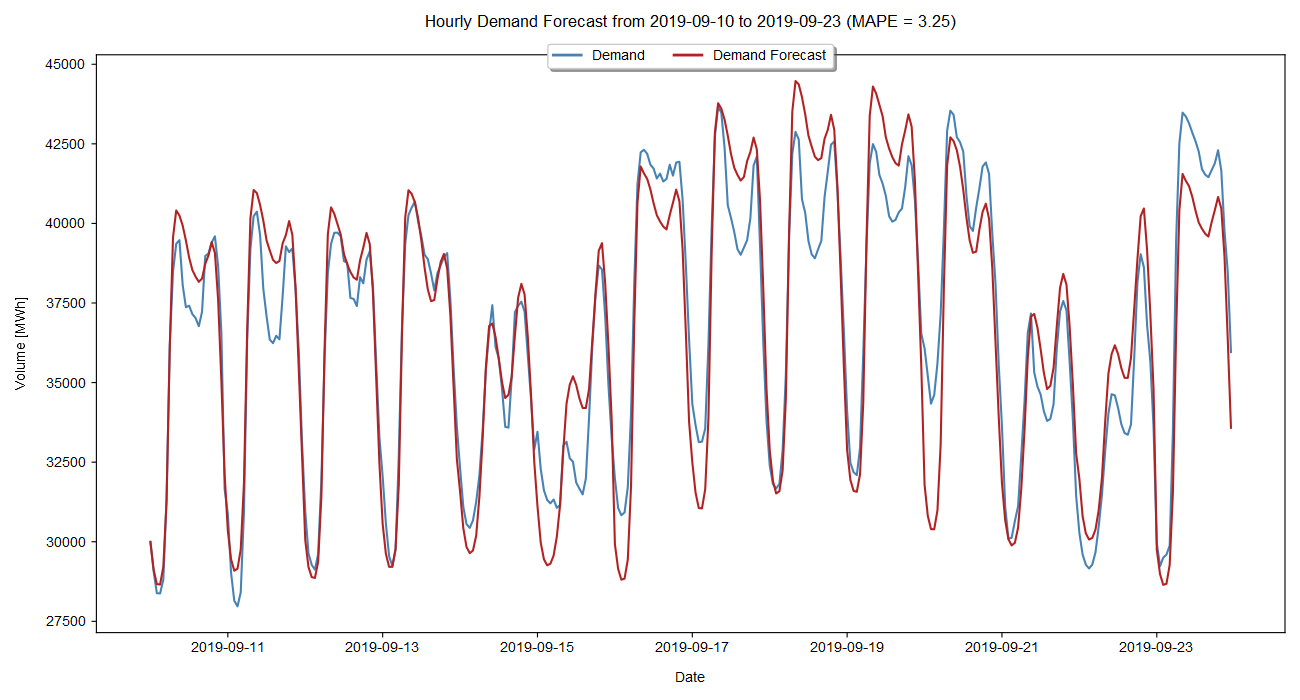 Hourly Demand Forecast from 2019-09-10 to 2019-09-23 (MAPE = 3.25)
Demand Demand Forecast
45000
42500
40000
37500
35000
32500
30000
27500
Volume [MWh]
2019-09-11 2019-09-13 2019-09-15 2019-09-17 2019-09-19 2019-09-21 2019-09-23
Date